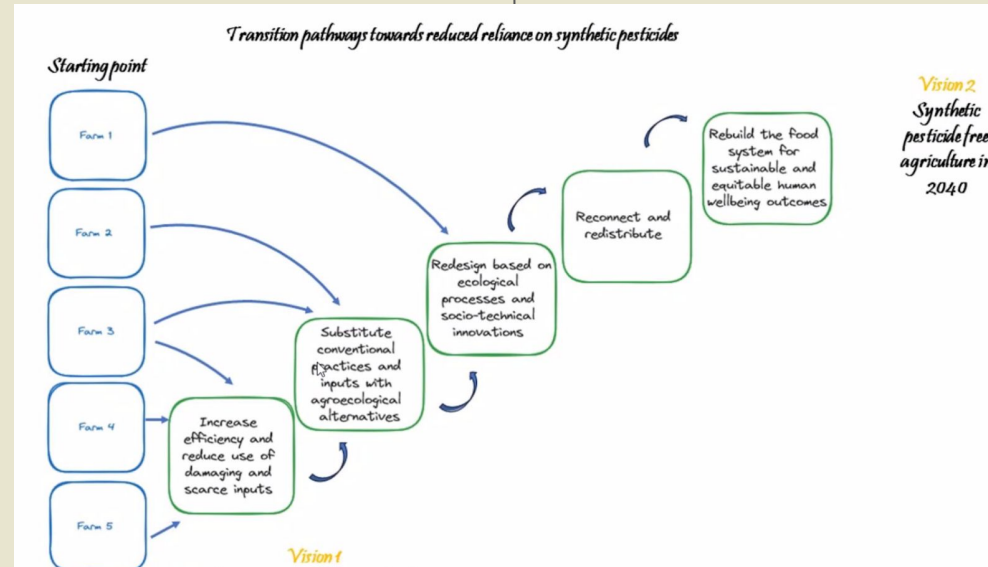 Transition pathways towards reduced reliance on synthetic pesticides
Starting point
Farm 1
Farm 2
Farm 3
Farm 4
Farm 5
Increase
efficiency and
reduce use of
damaging and
scarce inputs
Substitute
conventional
practices and
inputs with
agroecological
alternatives
Redesign based on
ecological
processes and
socio-technical
innovations
Reconnect and
redistribute
Rebuild the food
system for
sustainable and
equitable human
wellbeing outcomes
Vision 2
Synthetic
pesticide free
agriculture in
2040
Vision 1